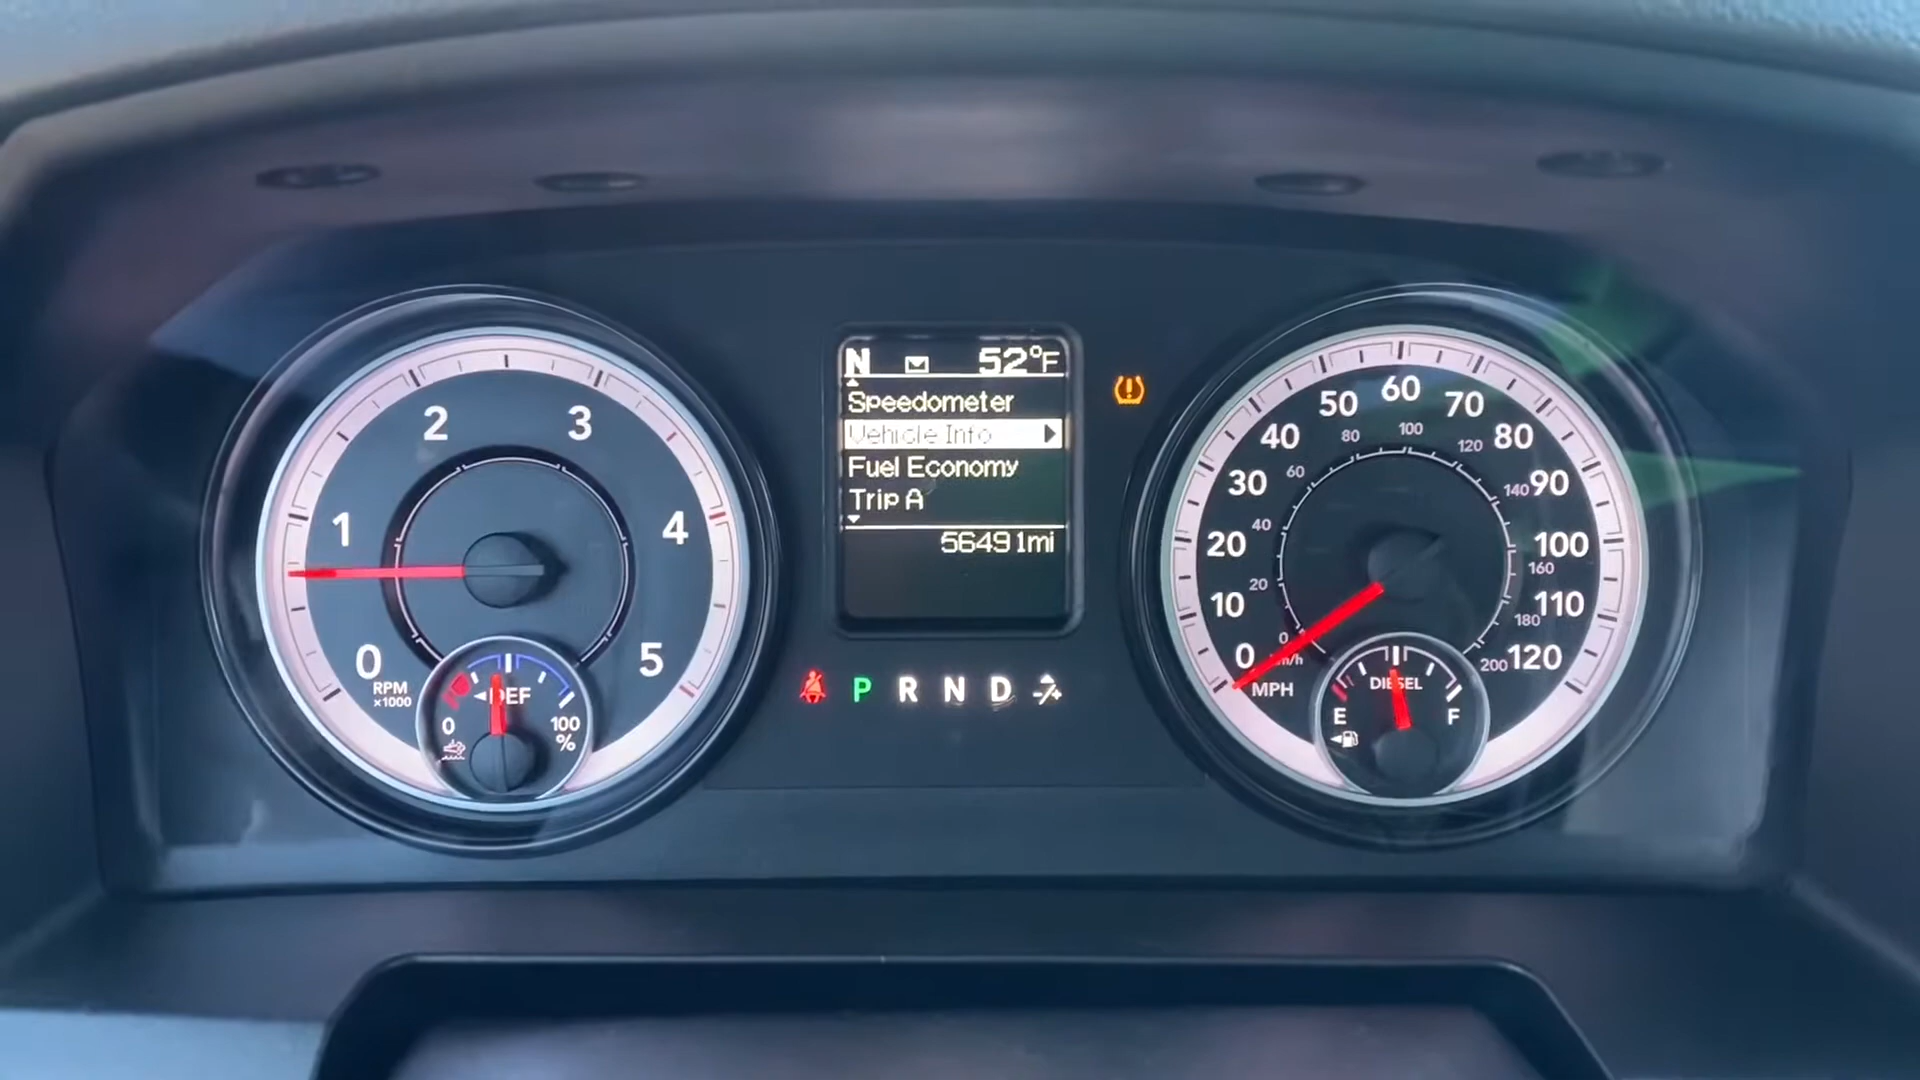 N 52°F
Speedometer
Vehicle Info
Fuel Economy
Trip A
56491mi
0 1 2 3 4 5
RPM
x1000
DEF
0 100
%
P R N D
0 10 20 30 40 50 60 70 80 90 100 110 120
MPH
0 20 40 60 80 100 120 140 160 180 200
km/h
DIESEL
E F